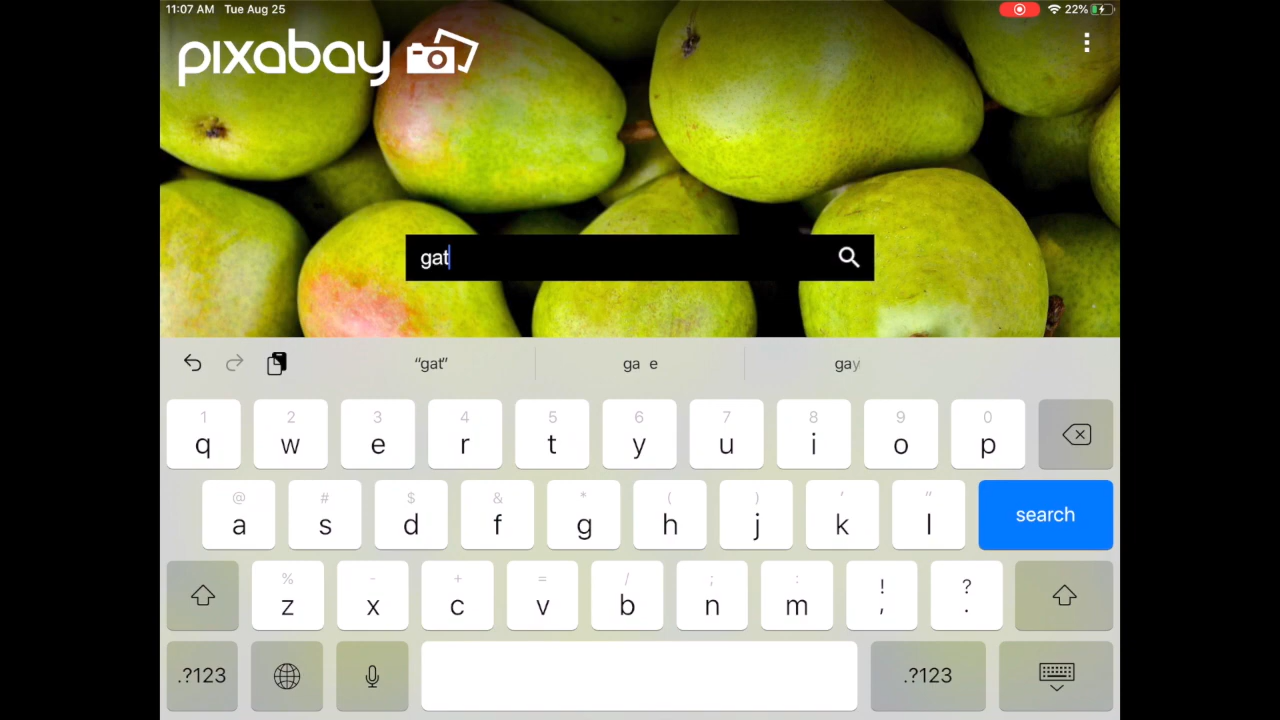 11:07 AM Tue Aug 25
22%
pixabay
gat
“gat” ga e gay
1 2 3 4 5 6 7 8 9 0
q w e r t y u i o p
@ # $ & * ( ) ' "
a s d f g h j k l search
% - + = / ; : ! ?
z x c v b n m , .
.?123 .?123